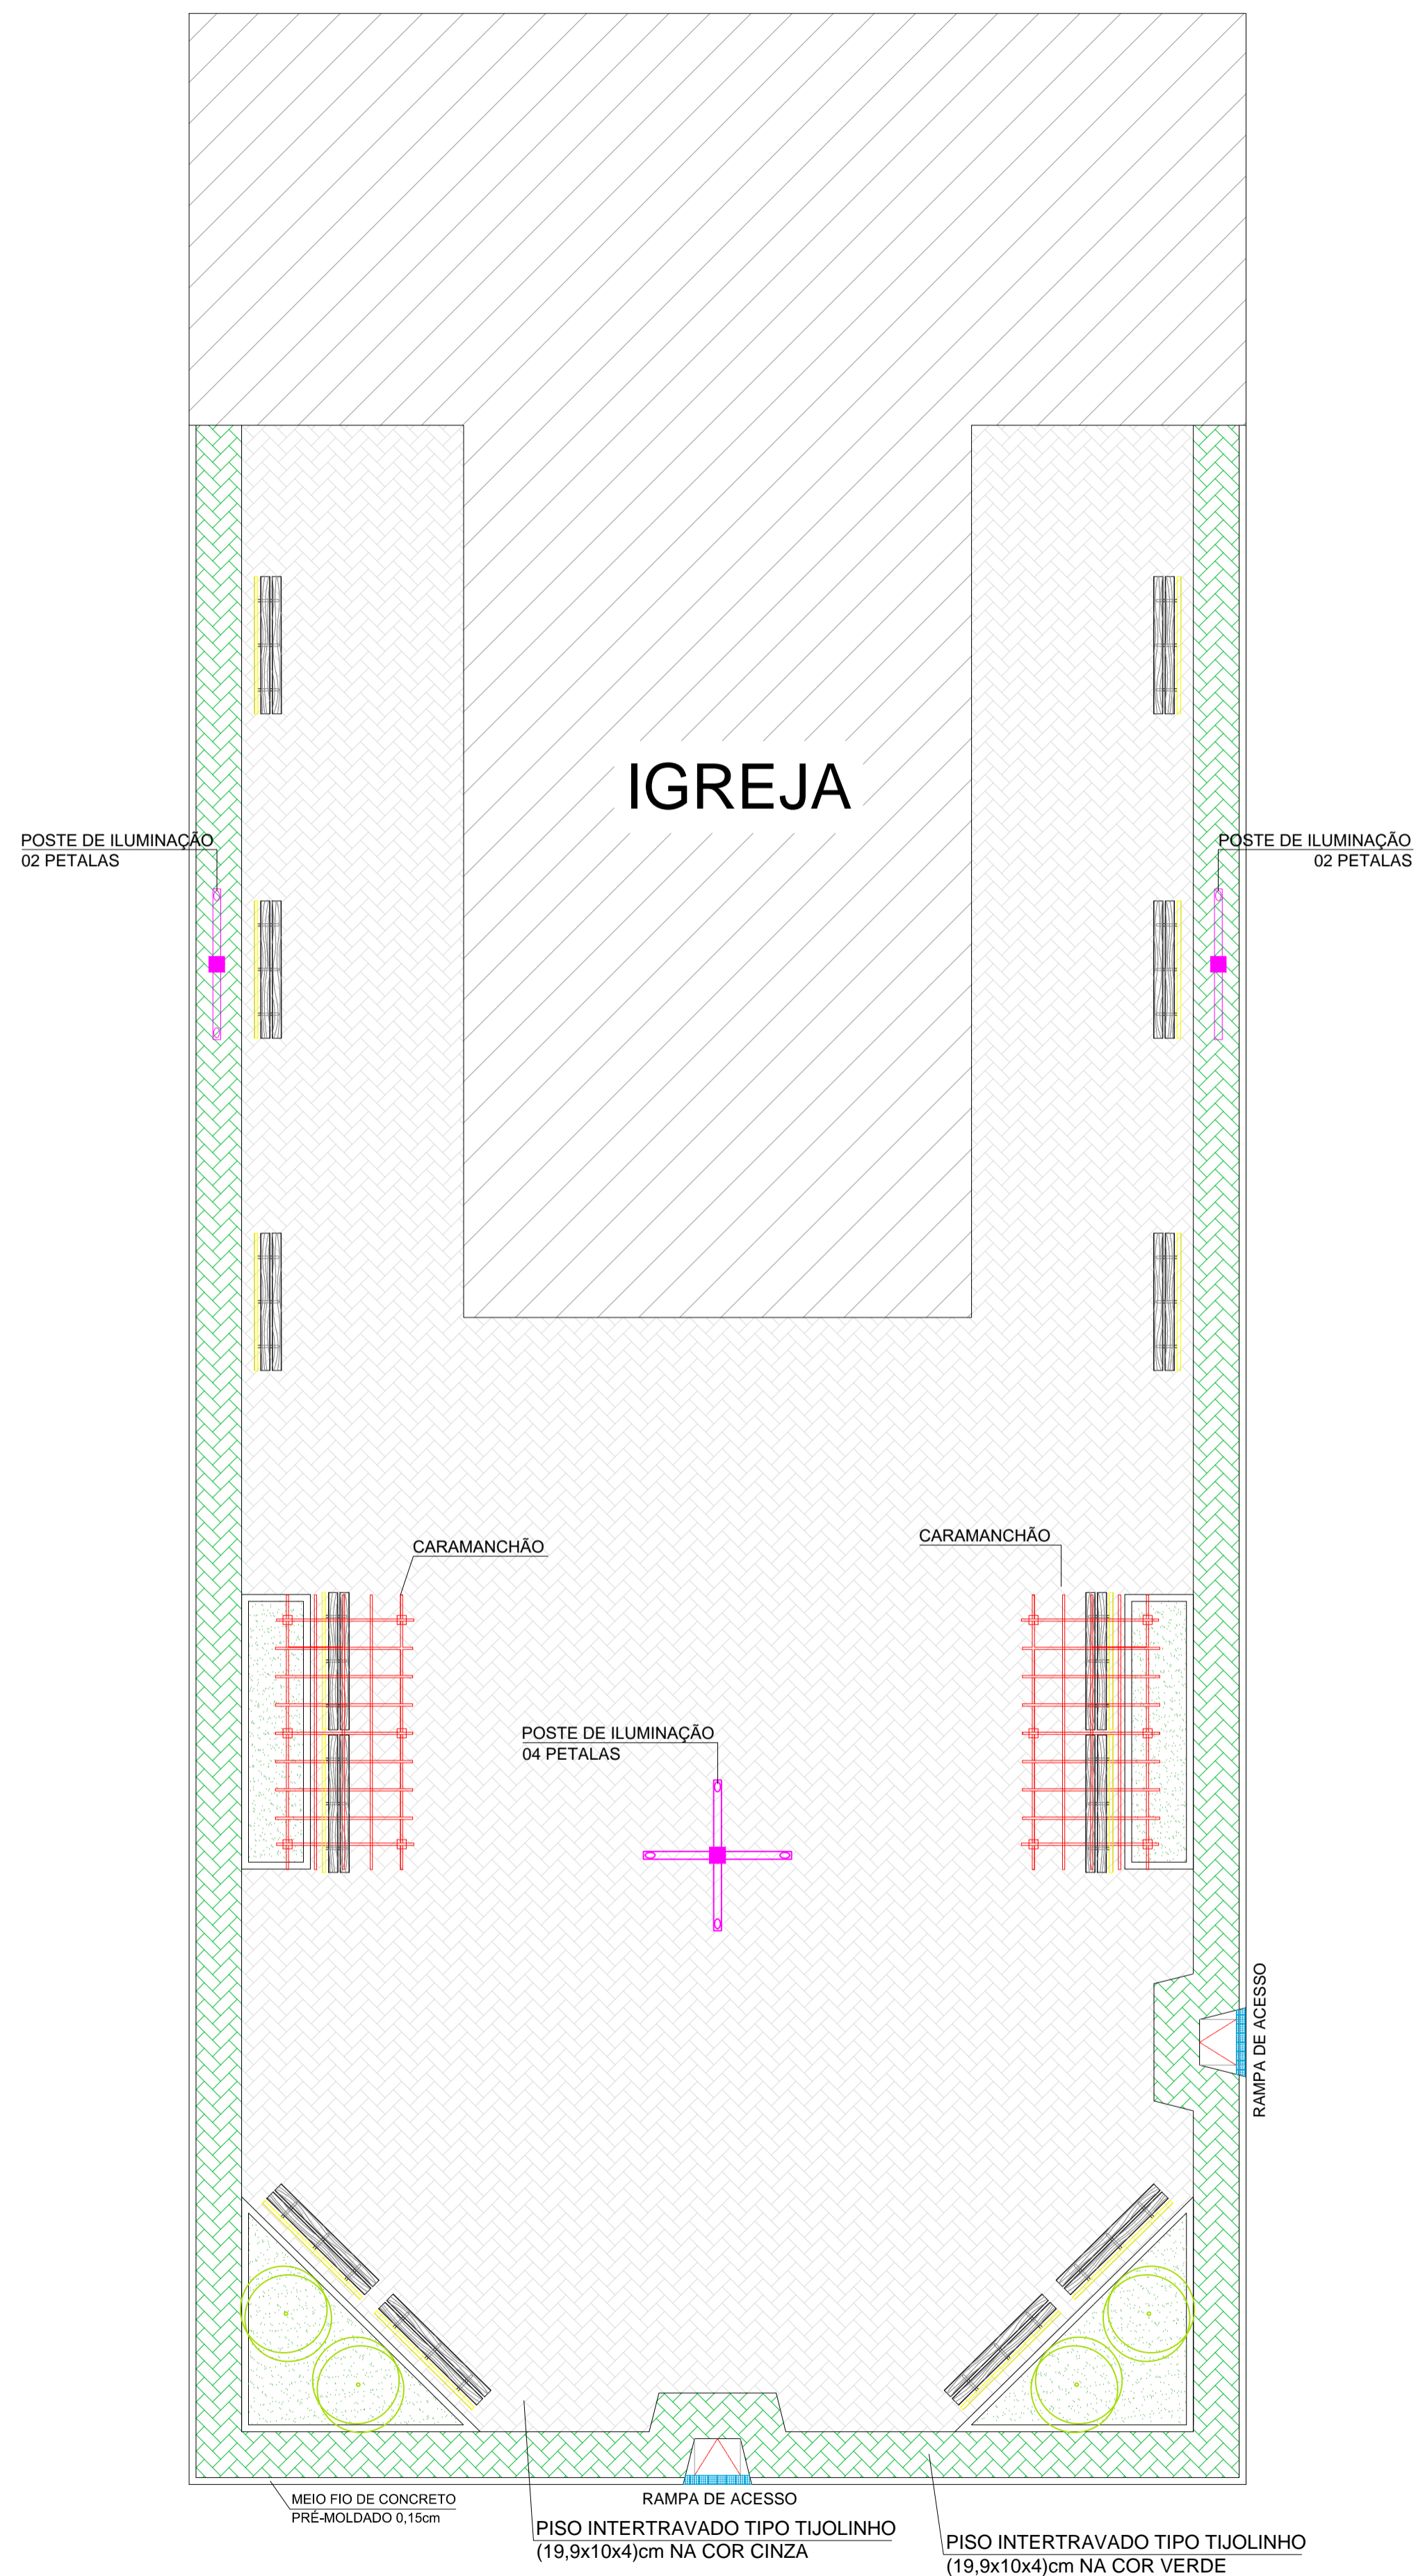 IGREJA
POSTE DE ILUMINAÇÃO
02 PETALAS
POSTE DE ILUMINAÇÃO
02 PETALAS
CARAMANCHÃO
CARAMANCHÃO
POSTE DE ILUMINAÇÃO
04 PETALAS
RAMPA DE ACESSO
MEIO FIO DE CONCRETO
PRÉ-MOLDADO 0,15cm
RAMPA DE ACESSO
PISO INTERTRAVADO TIPO TIJOLINHO
(19,9x10x4)cm NA COR CINZA
PISO INTERTRAVADO TIPO TIJOLINHO
(19,9x10x4)cm NA COR VERDE